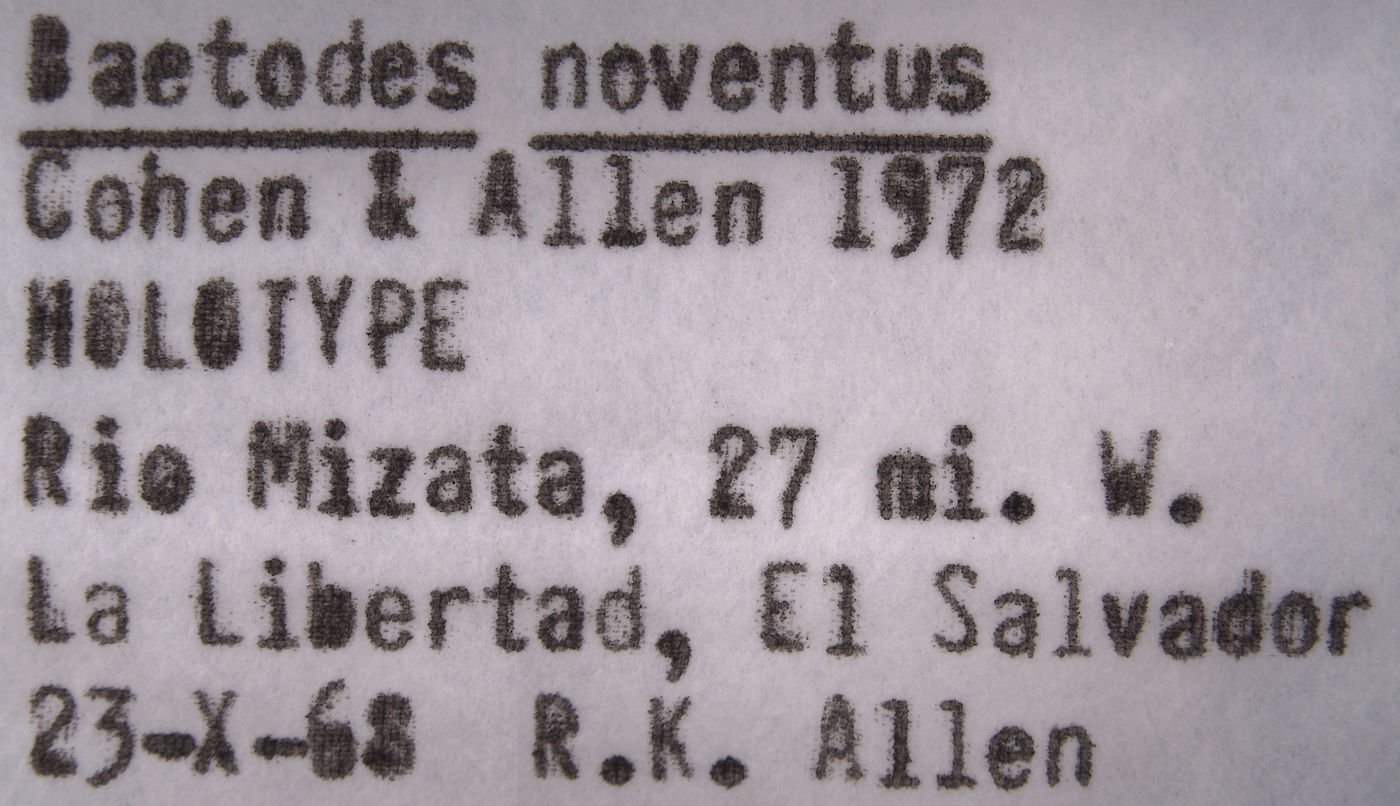 Baetodes noventus
Cohen & Allen 1972
HOLOTYPE
Rio Mizata, 27 mi. W.
La Libertad, El Salvador
23-X-68 R.K. Allen